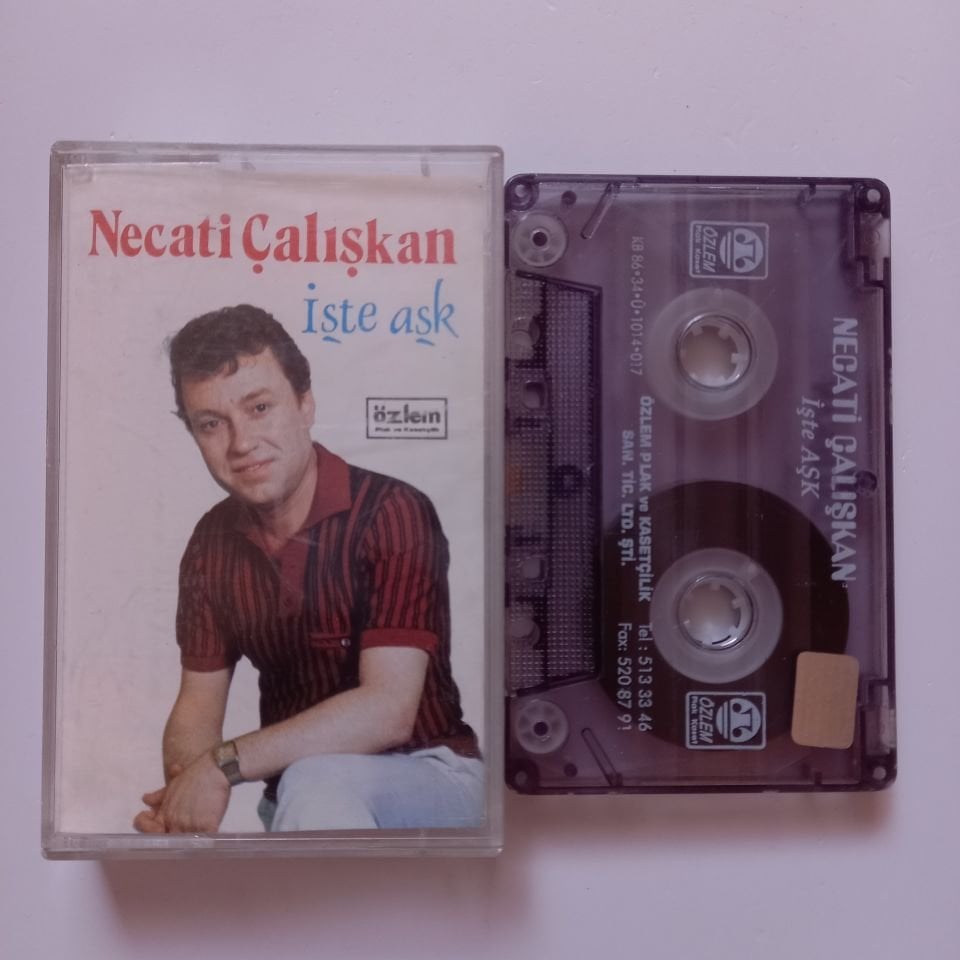 Necati Çalışkan
İşte aşk
özlem
Plak ve Kasetçilik
NECATİ ÇALIŞKAN
İşte AŞK
ÖZLEM
Plak Kaset
ÖZLEM
Plak Kaset
ÖZLEM PLAK ve KASETÇİLİK Tel : 513 33 46
SAN. TİC. LTD. ŞTİ. Fax: 520 87 91
KB 86•34•Ü•1014•017